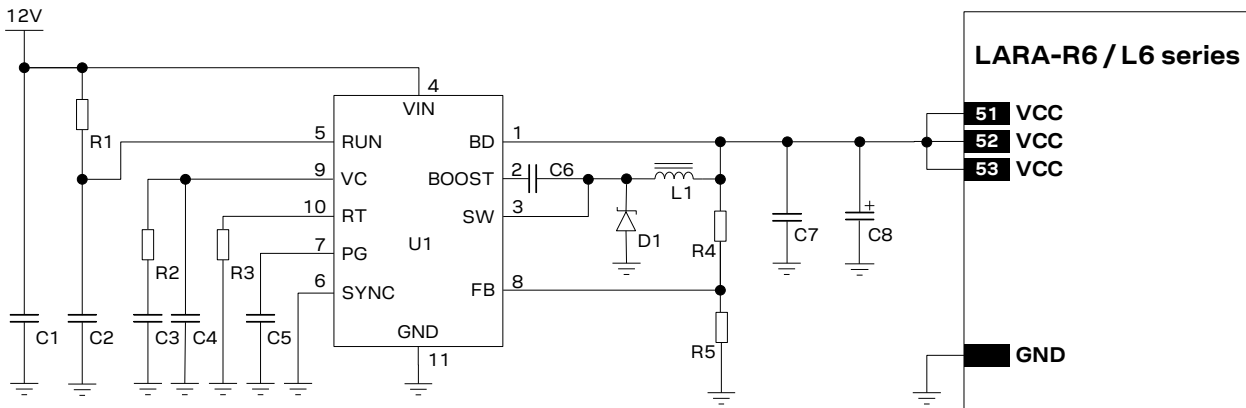 12V
LARA-R6 / L6 series
4
VIN
51 VCC
R1
5 RUN
BD 1
52 VCC
9 VC
BOOST 2 C6
53 VCC
L1
10 RT
SW 3
U1
D1
C7
C8
+
R4
7 PG
R2
R3
6 SYNC
FB 8
C1
C2
C3
C4
C5
GND
11
R5
GND